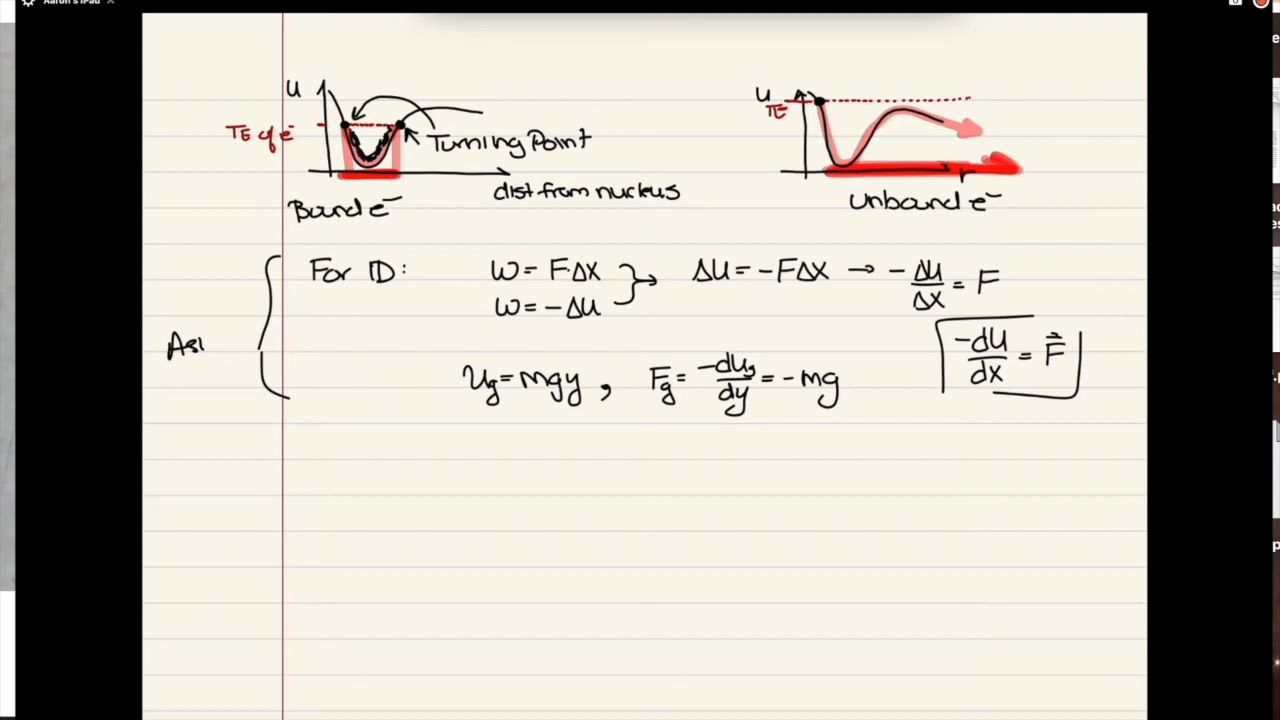 Aaron's iPad
U
TE of e⁻
Turning Point
dist from nucleus
Bound e⁻
U
TE
r
Unbound e⁻
For 1D: W = F·Δx ΔU = -FΔx → -ΔU/Δx = F
W = -ΔU
-dU/dx = F⃗
Asi
Ug = mgy, Fg = -dUg/dy = -mg